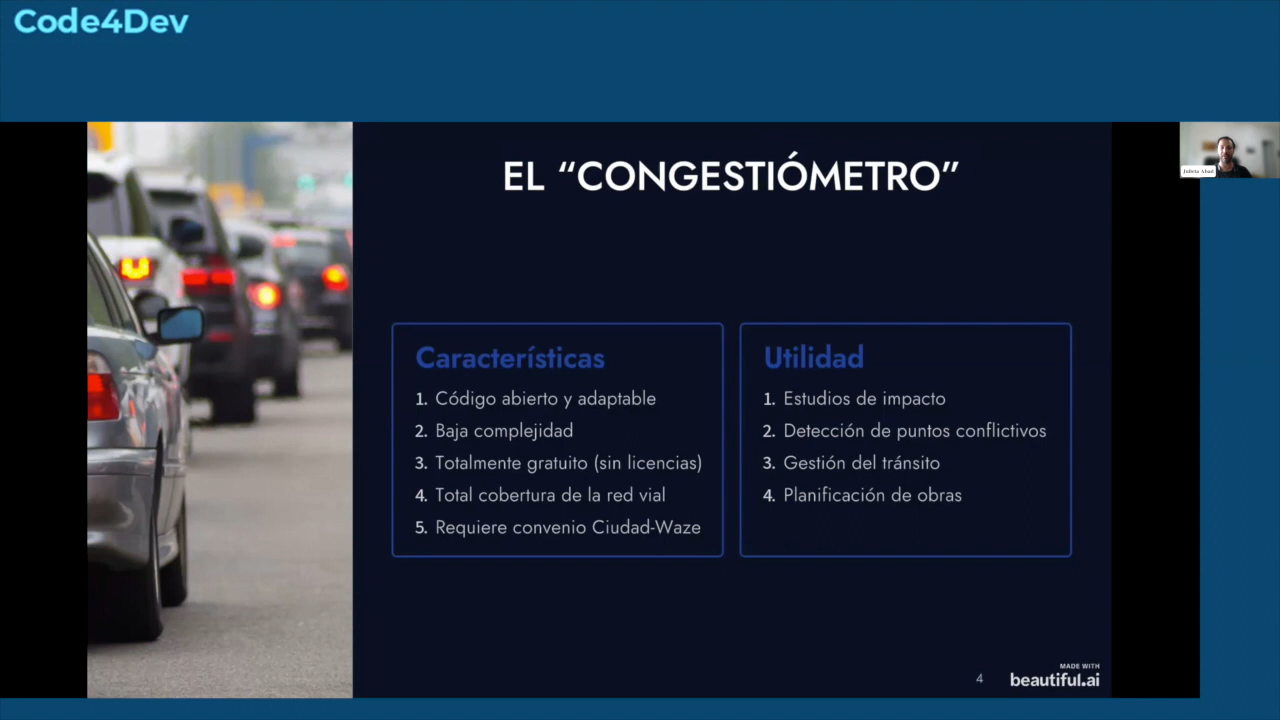 Code4Dev
EL “CONGESTIÓMETRO”
Julieta Abad
Características
1. Código abierto y adaptable
2. Baja complejidad
3. Totalmente gratuito (sin licencias)
4. Total cobertura de la red vial
5. Requiere convenio Ciudad-Waze
Utilidad
1. Estudios de impacto
2. Detección de puntos conflictivos
3. Gestión del tránsito
4. Planificación de obras
4
MADE WITH
beautiful.ai